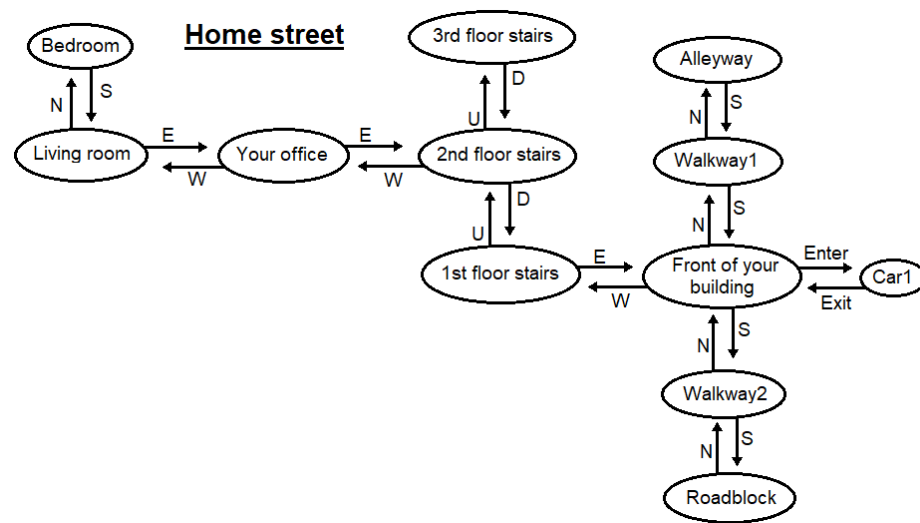 Home street
Bedroom
3rd floor stairs
Alleyway
N
S
U
D
N
S
Living room
E
W
Your office
E
W
2nd floor stairs
Walkway1
U
D
N
S
1st floor stairs
E
W
Front of your
building
Enter
Exit
Car1
N
S
Walkway2
N
S
Roadblock